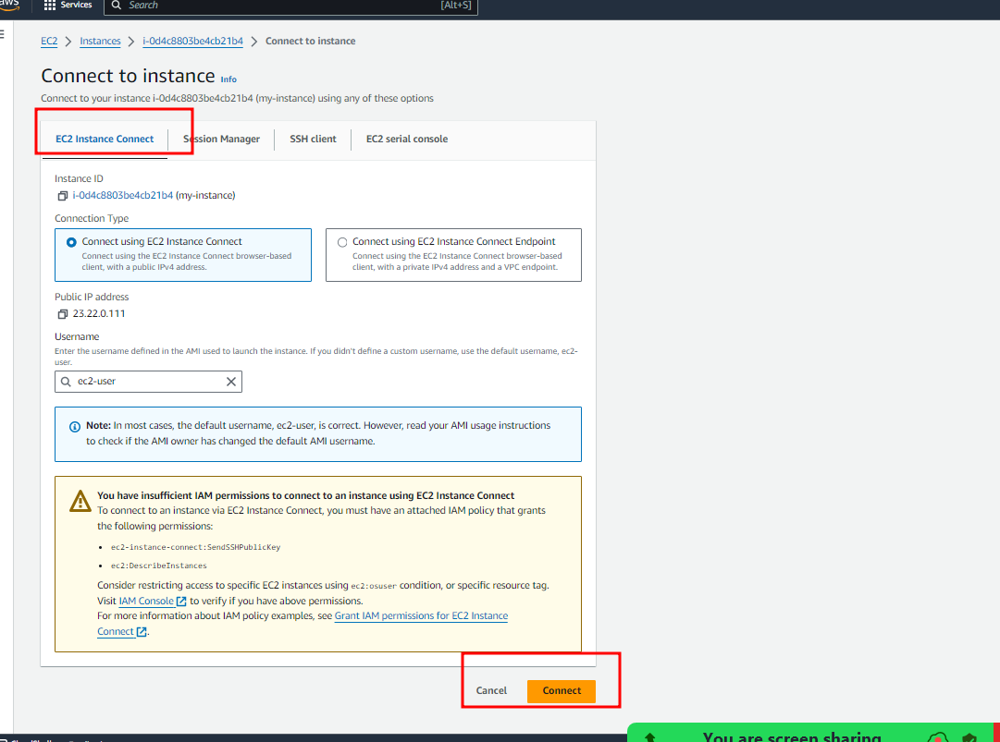 aws
Services
Search
[Alt+S]
EC2 > Instances > i-0d4c8803be4cb21b4 > Connect to instance
Connect to instance Info
Connect to your instance i-0d4c8803be4cb21b4 (my-instance) using any of these options
EC2 Instance Connect
Session Manager
SSH client
EC2 serial console
Instance ID
i-0d4c8803be4cb21b4 (my-instance)
Connection Type
Connect using EC2 Instance Connect
Connect using the EC2 Instance Connect browser-based
client, with a public IPv4 address.
Connect using EC2 Instance Connect Endpoint
Connect using the EC2 Instance Connect browser-based
client, with a private IPv4 address and a VPC endpoint.
Public IP address
23.22.0.111
Username
Enter the username defined in the AMI used to launch the instance. If you didn't define a custom username, use the default username, ec2-
user.
ec2-user
Note: In most cases, the default username, ec2-user, is correct. However, read your AMI usage instructions
to check if the AMI owner has changed the default AMI username.
You have insufficient IAM permissions to connect to an instance using EC2 Instance Connect
To connect to an instance via EC2 Instance Connect, you must have an attached IAM policy that grants
the following permissions:
• ec2-instance-connect:SendSSHPublicKey
• ec2:DescribeInstances
Consider restricting access to specific EC2 instances using ec2:osuser condition, or specific resource tag.
Visit IAM Console to verify if you have above permissions.
For more information about IAM policy examples, see Grant IAM permissions for EC2 Instance
Connect.
Cancel
Connect
You are screen sharing